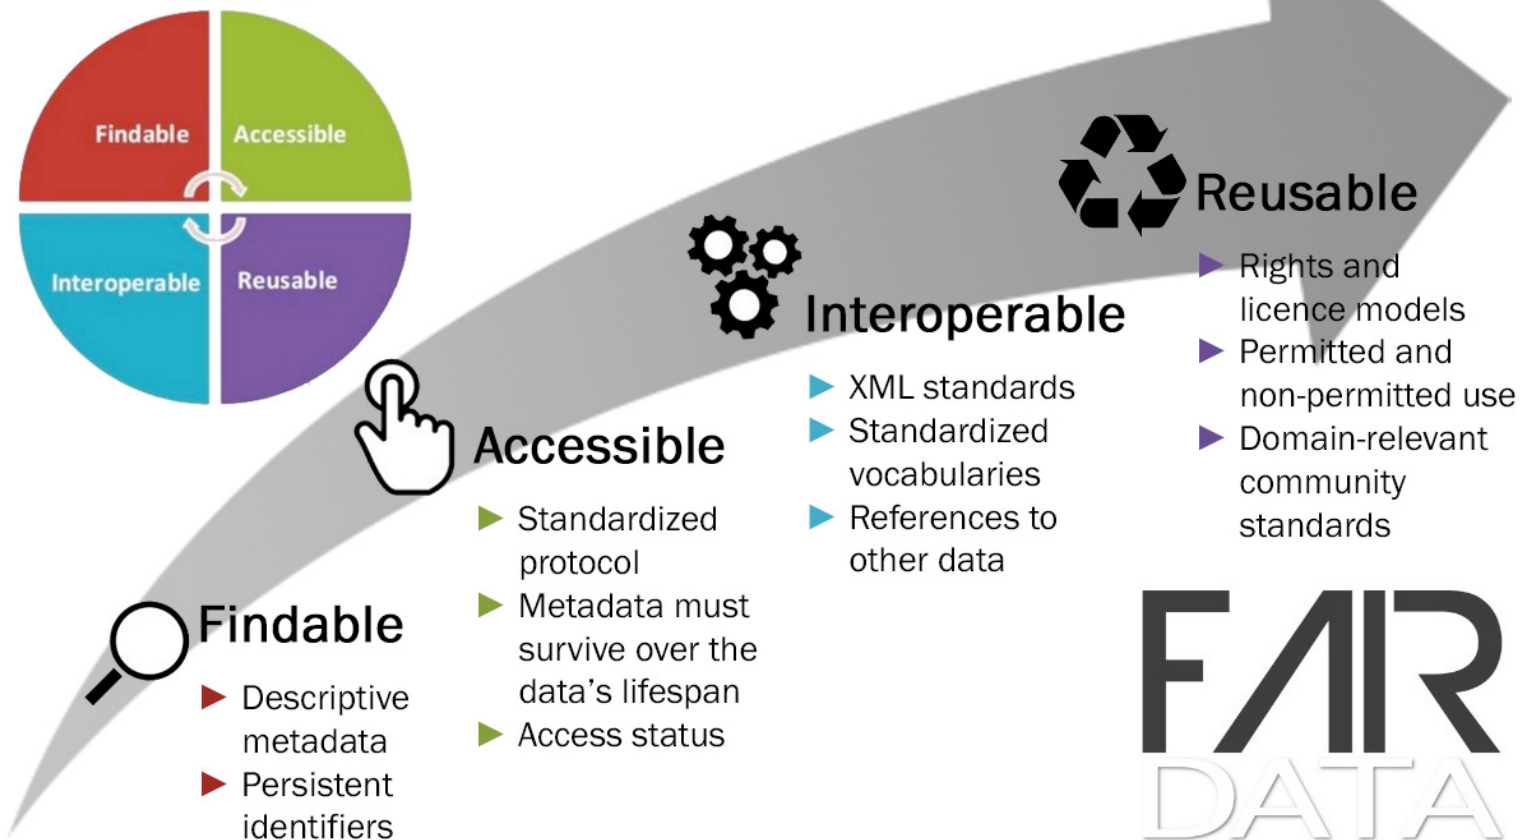 Findable
Accessible
Interoperable
Reusable
Findable
Descriptive
metadata
Persistent
identifiers
Accessible
Standardized
protocol
Metadata must
survive over the
data’s lifespan
Access status
Interoperable
XML standards
Standardized
vocabularies
References to
other data
Reusable
Rights and
licence models
Permitted and
non-permitted use
Domain-relevant
community
standards
FAIR
DATA